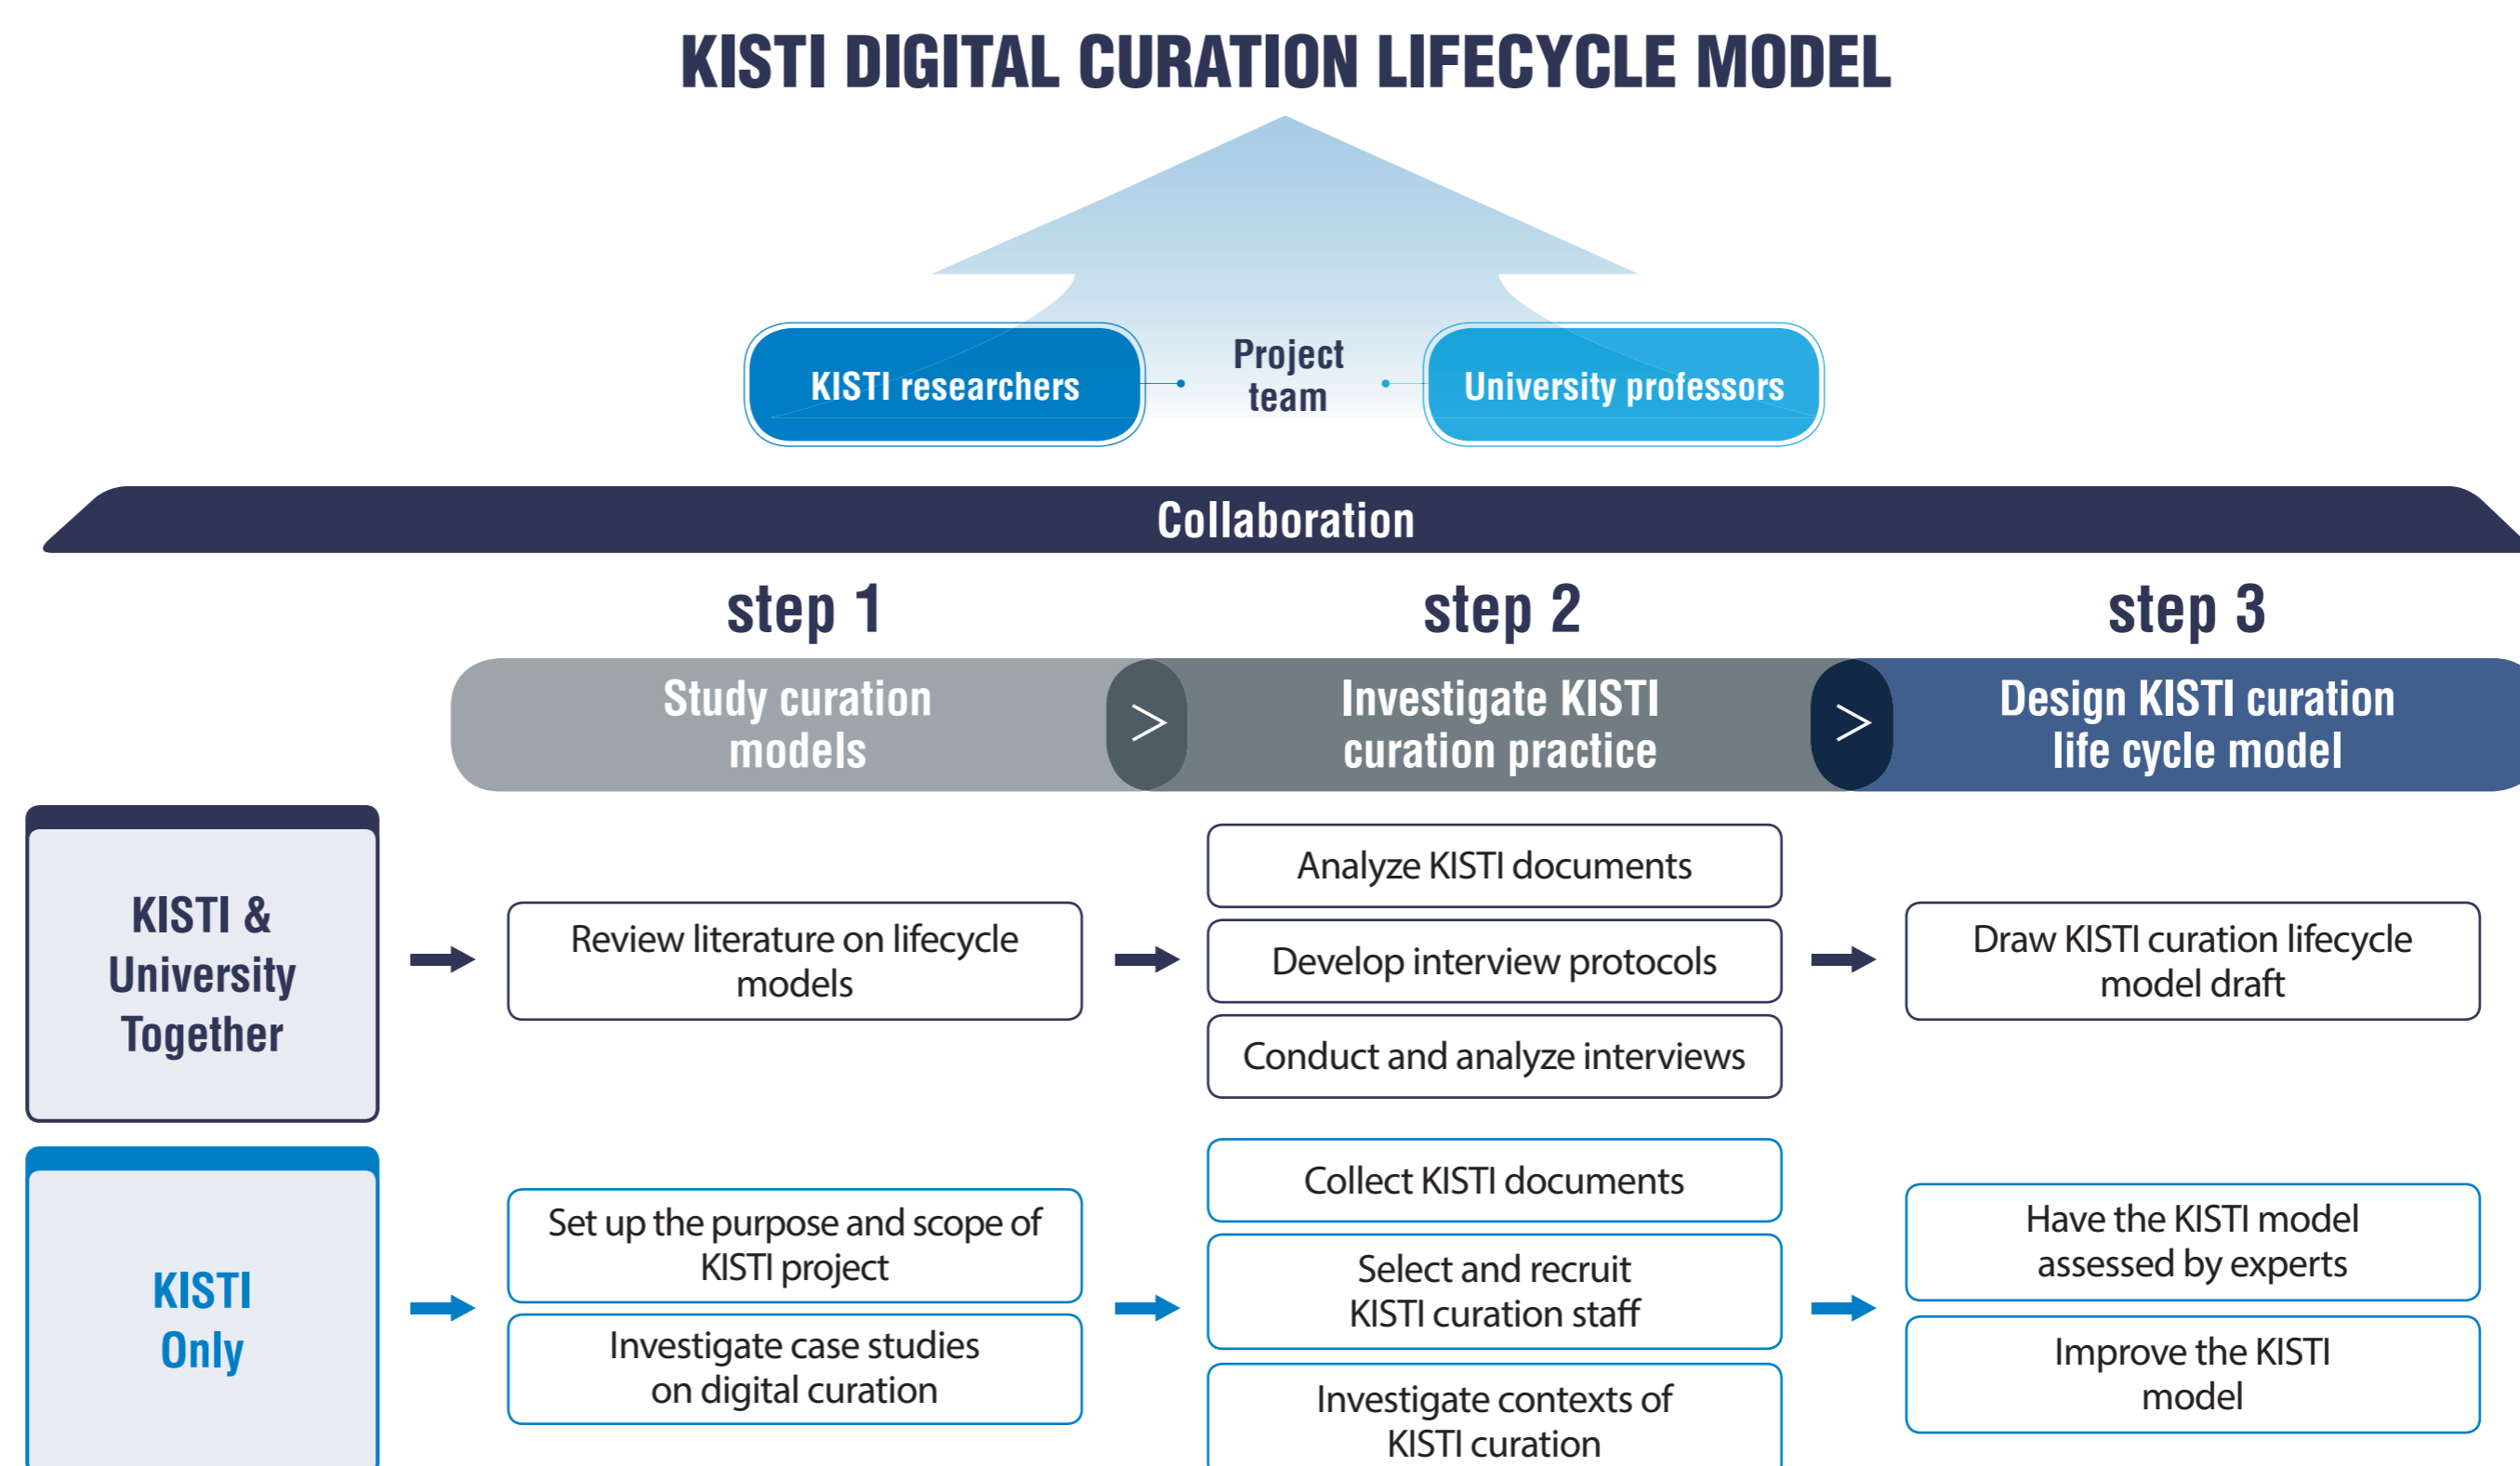 KISTI DIGITAL CURATION LIFECYCLE MODEL
KISTI researchers
Project
team
University professors
Collaboration
step 1
step 2
step 3
Study curation
models
>
Investigate KISTI
curation practice
>
Design KISTI curation
life cycle model
KISTI &
University
Together
Review literature on lifecycle
models
Analyze KISTI documents
Develop interview protocols
Conduct and analyze interviews
Draw KISTI curation lifecycle
model draft
KISTI
Only
Set up the purpose and scope of
KISTI project
Investigate case studies
on digital curation
Collect KISTI documents
Select and recruit
KISTI curation staff
Investigate contexts of
KISTI curation
Have the KISTI model
assessed by experts
Improve the KISTI
model